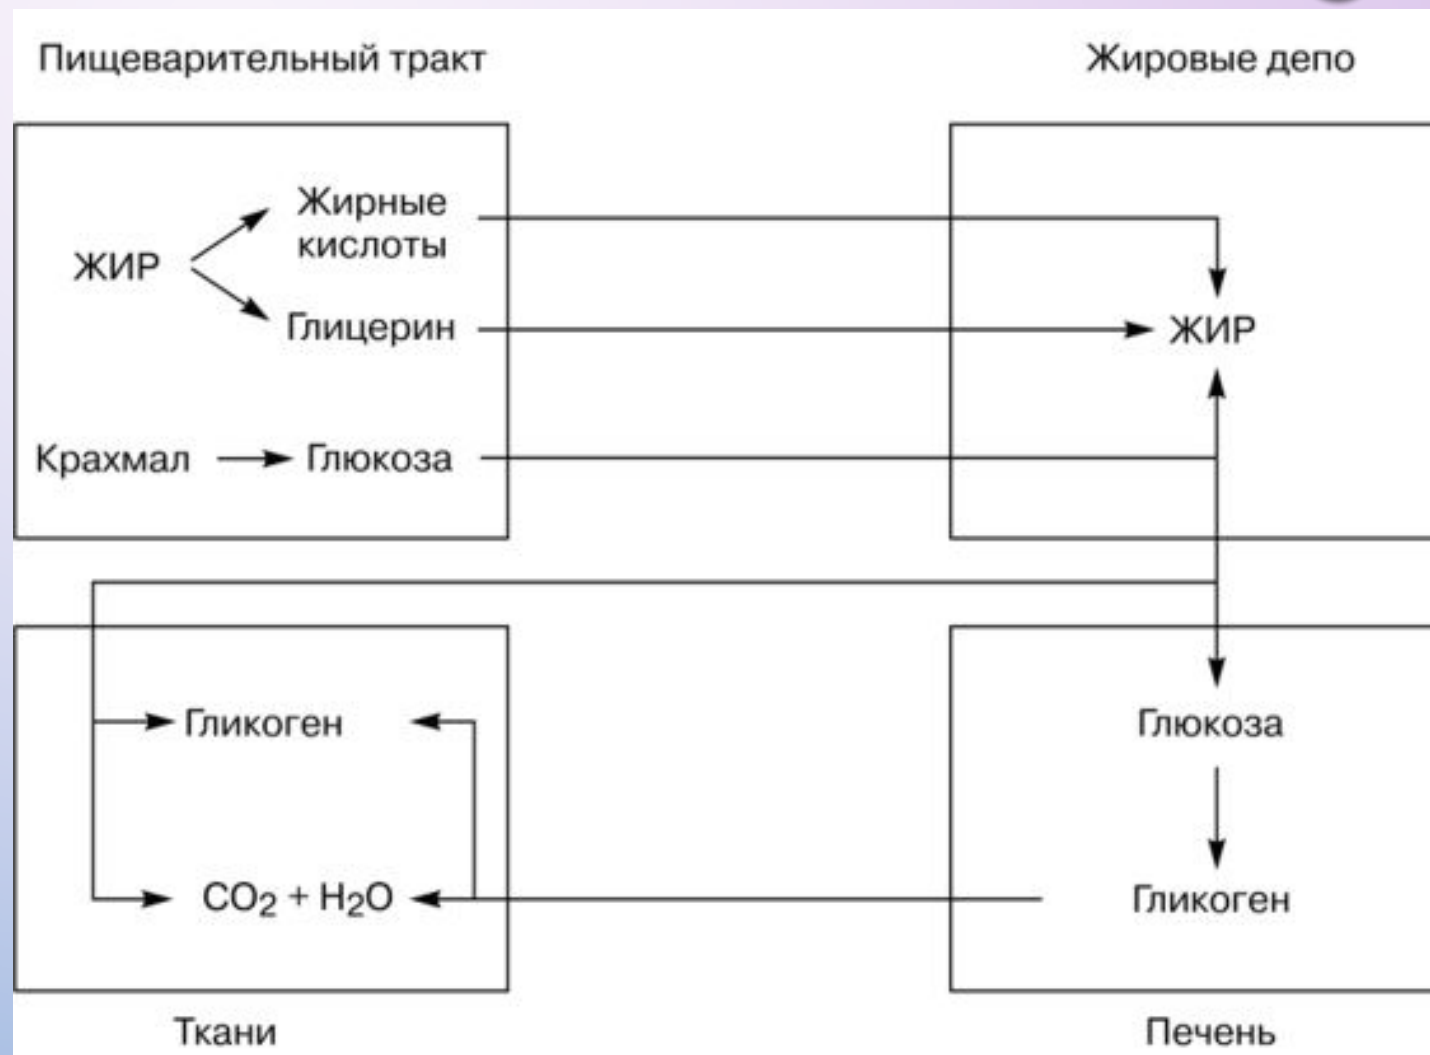 Пищеварительный тракт
Жировые депо
Жирные
кислоты
ЖИР
Глицерин
ЖИР
Крахмал
Глюкоза
Гликоген
Глюкоза
CO₂ + H₂O
Гликоген
Ткани
Печень